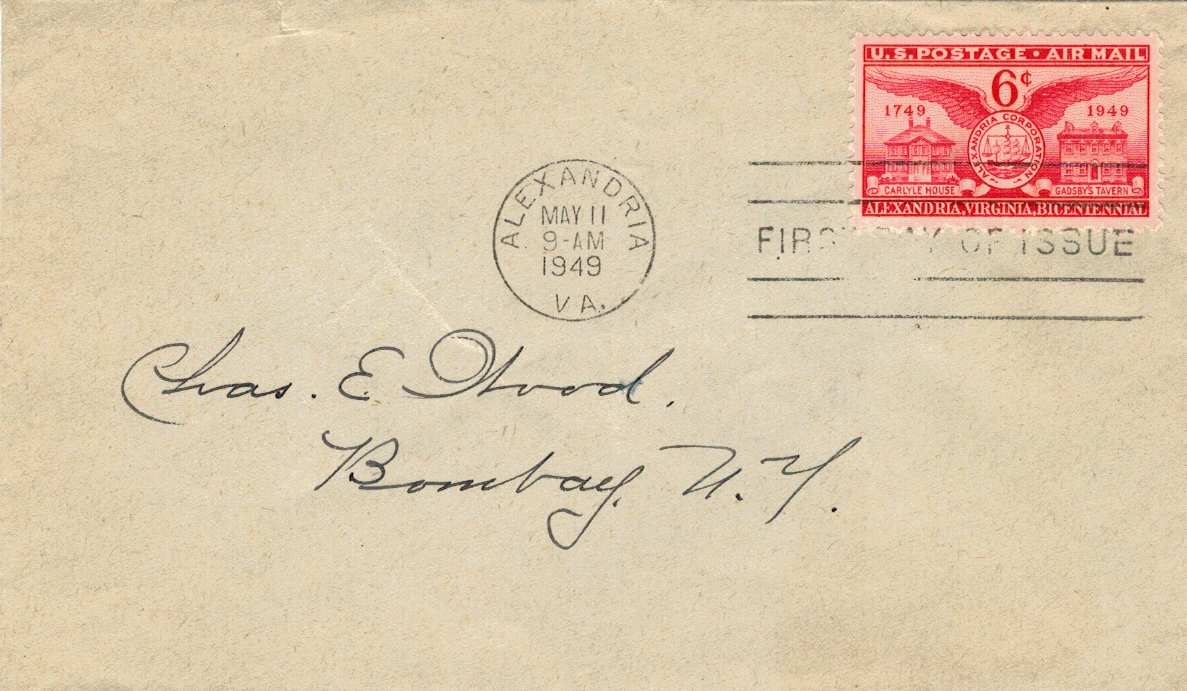 U.S. POSTAGE • AIR MAIL
6¢
1749 1949
ALEXANDRIA CORPORATION
CARLYLE HOUSE GADSBY'S TAVERN
ALEXANDRIA, VIRGINIA, BICENTENNIAL
ALEXANDRIA
MAY 11
9-AM
1949
VA.
FIRST DAY OF ISSUE
Chas. E. Wood.
Bombay, N.Y.